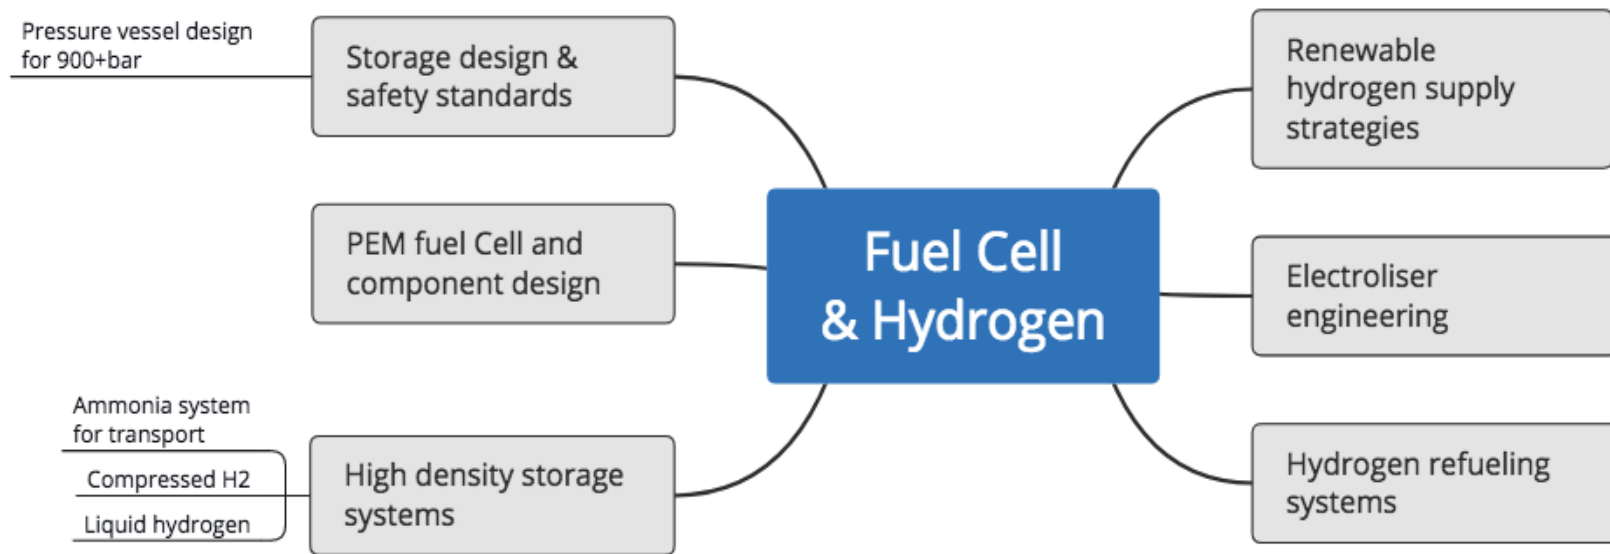 Pressure vessel design
for 900+bar
Storage design &
safety standards
PEM fuel Cell and
component design
Ammonia system
for transport
Compressed H2
Liquid hydrogen
High density storage
systems
Fuel Cell
& Hydrogen
Renewable
hydrogen supply
strategies
Electroliser
engineering
Hydrogen refueling
systems